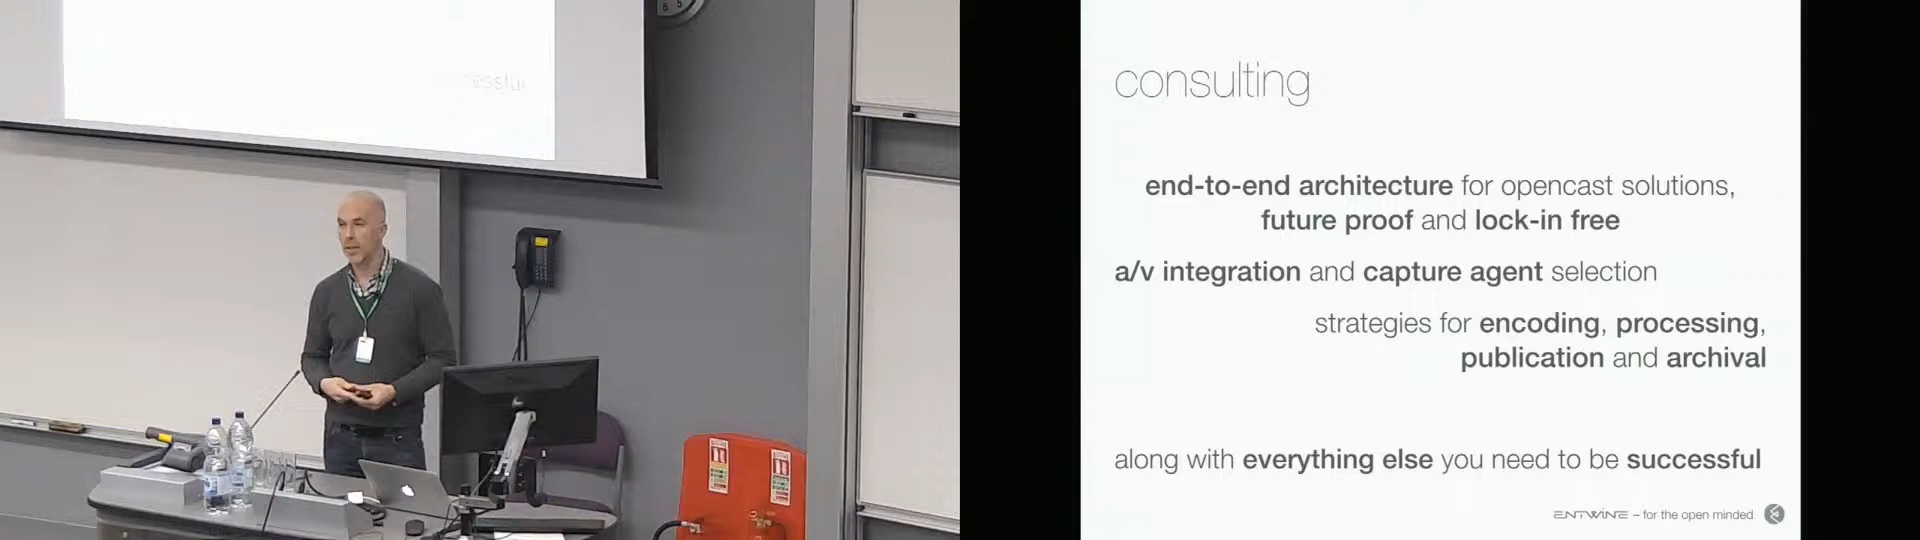 consulting
end-to-end architecture for opencast solutions,
future proof and lock-in free
a/v integration and capture agent selection
strategies for encoding, processing,
publication and archival
along with everything else you need to be successful
ENTWINE – for the open minded